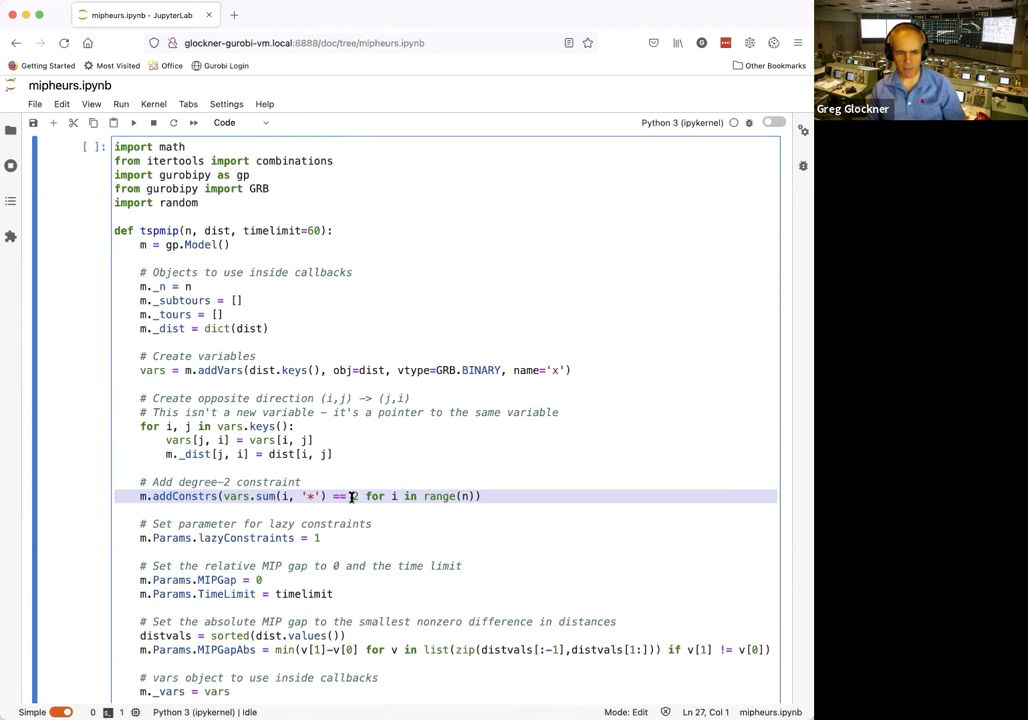 mipheurs.ipynb - JupyterLab
glockner-gurobi-vm.local:8888/doc/tree/mipheurs.ipynb
Getting Started
Most Visited
Office
Gurobi Login
Other Bookmarks
mipheurs.ipynb
File Edit View Run Kernel Tabs Settings Help
Code
Python 3 (ipykernel)
[ ]:
import math
from itertools import combinations
import gurobipy as gp
from gurobipy import GRB
import random
def tspmip(n, dist, timelimit=60):
m = gp.Model()
# Objects to use inside callbacks
m._n = n
m._subtours = []
m._tours = []
m._dist = dict(dist)
# Create variables
vars = m.addVars(dist.keys(), obj=dist, vtype=GRB.BINARY, name='x')
# Create opposite direction (i,j) -> (j,i)
# This isn't a new variable - it's a pointer to the same variable
for i, j in vars.keys():
vars[j, i] = vars[i, j]
m._dist[j, i] = dist[i, j]
# Add degree-2 constraint
m.addConstrs(vars.sum(i, '*') == 2 for i in range(n))
# Set parameter for lazy constraints
m.Params.lazyConstraints = 1
# Set the relative MIP gap to 0 and the time limit
m.Params.MIPGap = 0
m.Params.TimeLimit = timelimit
# Set the absolute MIP gap to the smallest nonzero difference in distances
distvals = sorted(dist.values())
m.Params.MIPGapAbs = min(v[1]-v[0] for v in list(zip(distvals[:-1],distvals[1:])) if v[1] != v[0])
# vars object to use inside callbacks
m._vars = vars
Simple 0 1 Python 3 (ipykernel) | Idle
Mode: Edit Ln 27, Col 1 mipheurs.ipynb
Greg Glockner